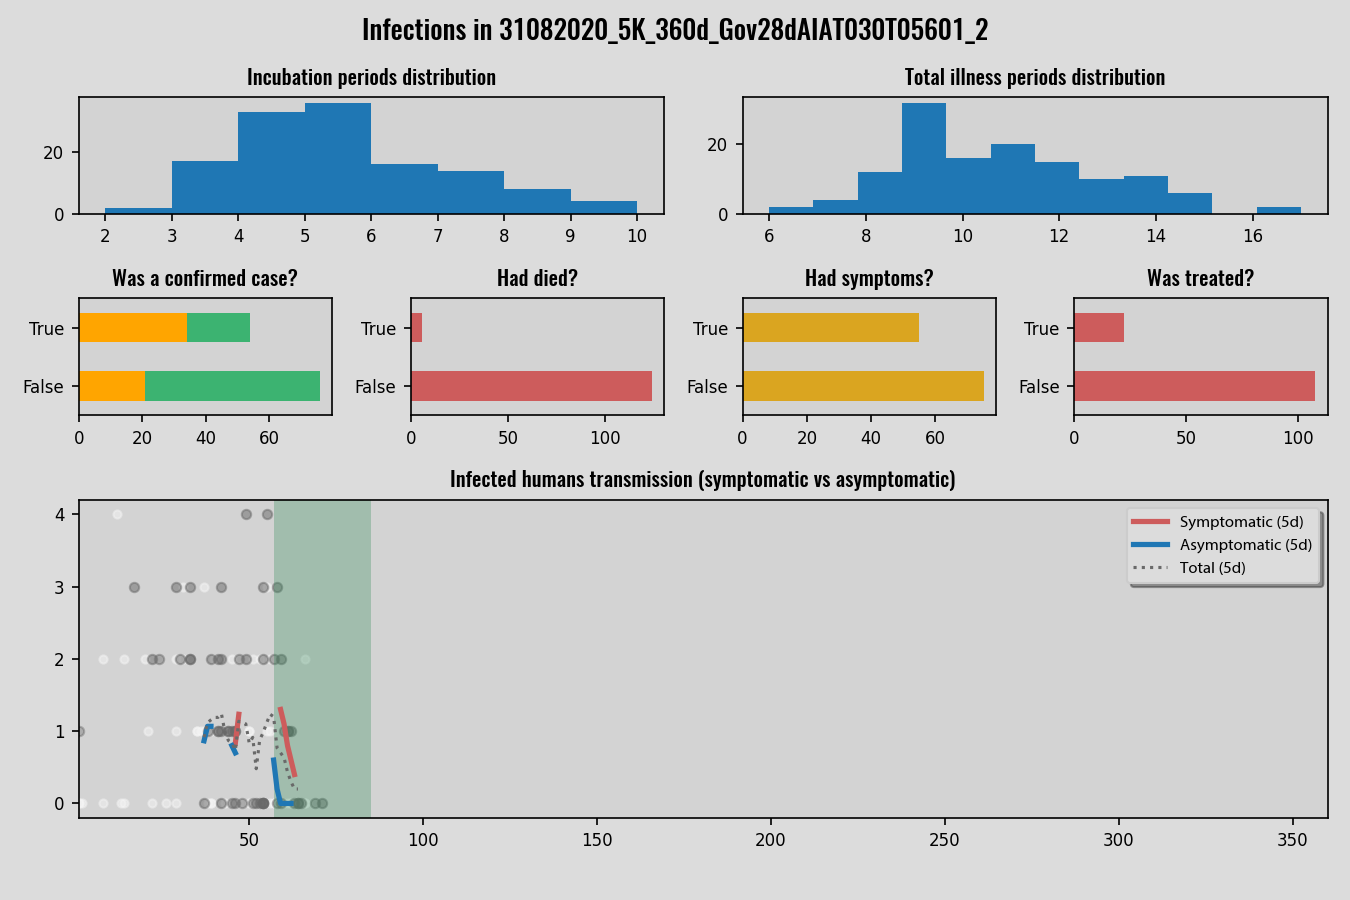 Infections in 31082020_5K_360d_Gov28dAIAT030T05601_2
Incubation periods distribution
Total illness periods distribution
20
0
2 3 4 5 6 7 8 9 10
20
0
6 8 10 12 14 16
Was a confirmed case?
Had died?
Had symptoms?
Was treated?
True
False
0 20 40 60
True
False
0 50 100
True
False
0 20 40 60
True
False
0 50 100
Infected humans transmission (symptomatic vs asymptomatic)
4
3
2
1
0
Symptomatic (5d)
Asymptomatic (5d)
Total (5d)
50 100 150 200 250 300 350